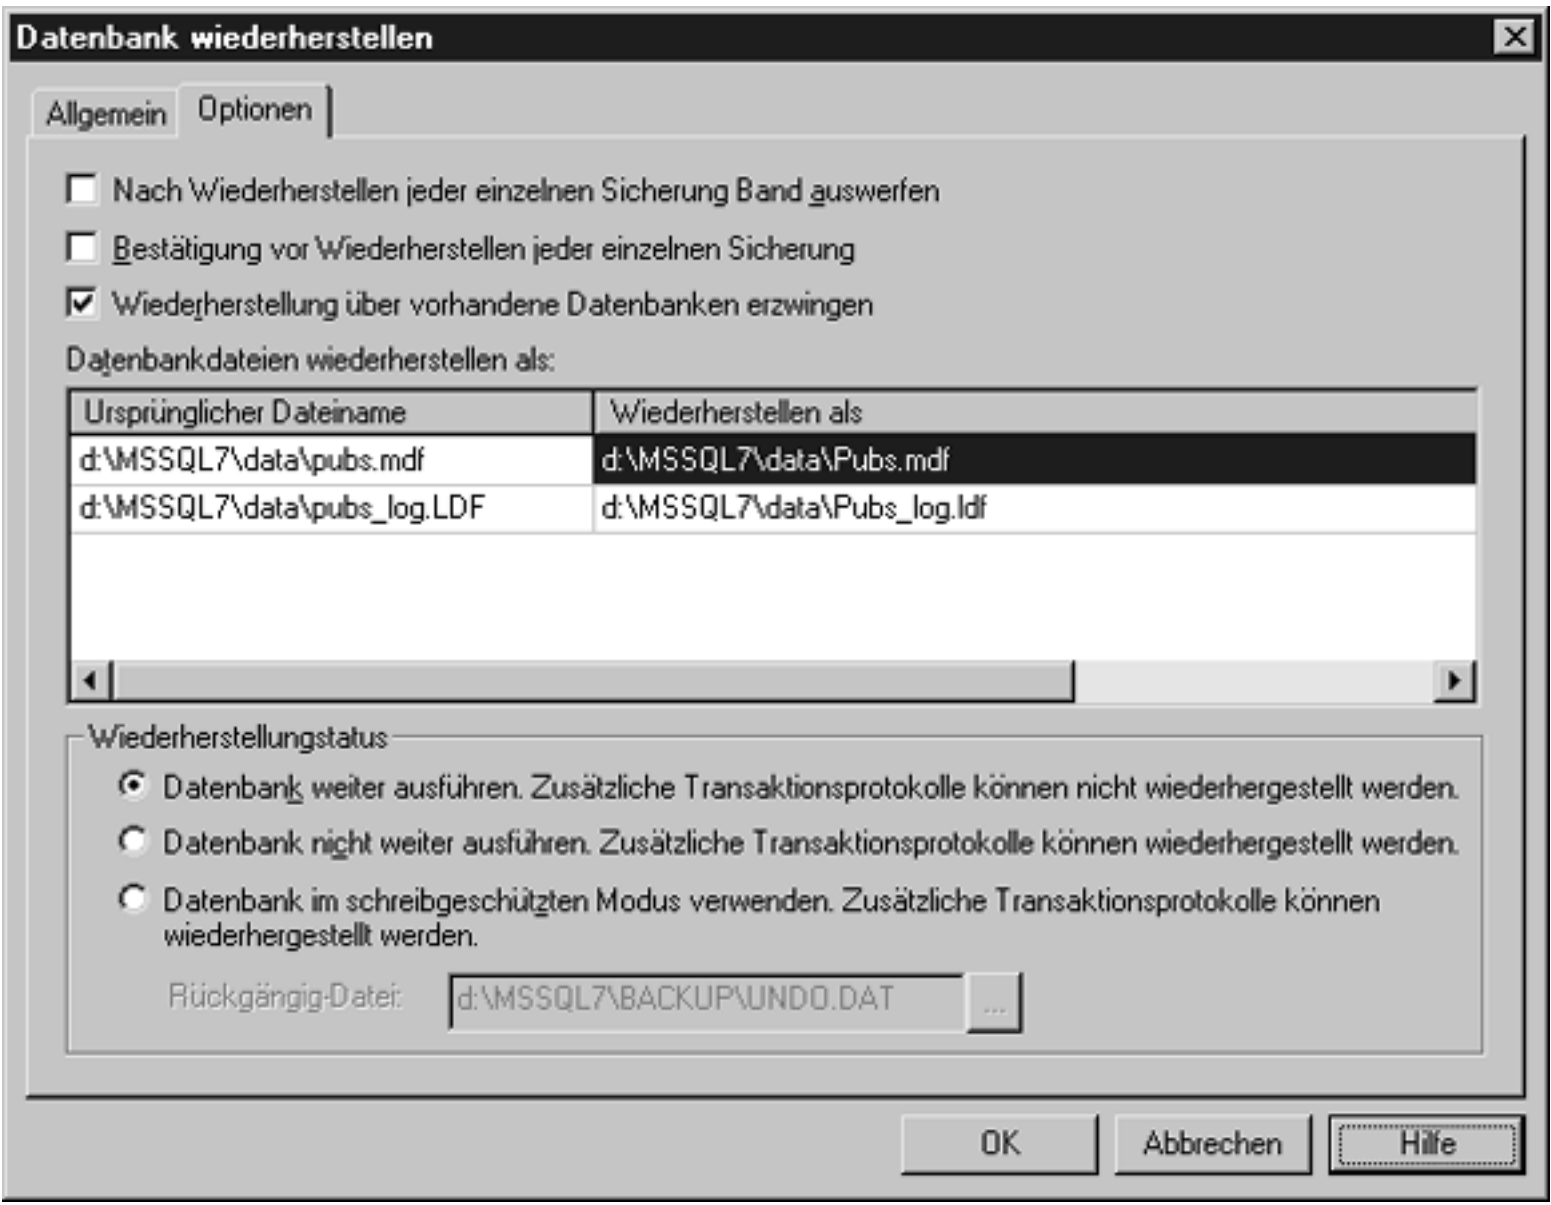 Datenbank wiederherstellen
Allgemein
Optionen
Nach Wiederherstellen jeder einzelnen Sicherung Band auswerfen
Bestätigung vor Wiederherstellen jeder einzelnen Sicherung
Wiederherstellung über vorhandene Datenbanken erzwingen
Datenbankdateien wiederherstellen als:
Ursprünglicher Dateiname
Wiederherstellen als
d:\MSSQL7\data\pubs.mdf
d:\MSSQL7\data\Pubs.mdf
d:\MSSQL7\data\pubs_log.LDF
d:\MSSQL7\data\Pubs_log.ldf
Wiederherstellungstatus
Datenbank weiter ausführen. Zusätzliche Transaktionsprotokolle können nicht wiederhergestellt werden.
Datenbank nicht weiter ausführen. Zusätzliche Transaktionsprotokolle können wiederhergestellt werden.
Datenbank im schreibgeschützten Modus verwenden. Zusätzliche Transaktionsprotokolle können
wiederhergestellt werden.
Rückgängig-Datei:
d:\MSSQL7\BACKUP\UNDO.DAT
...
OK
Abbrechen
Hilfe